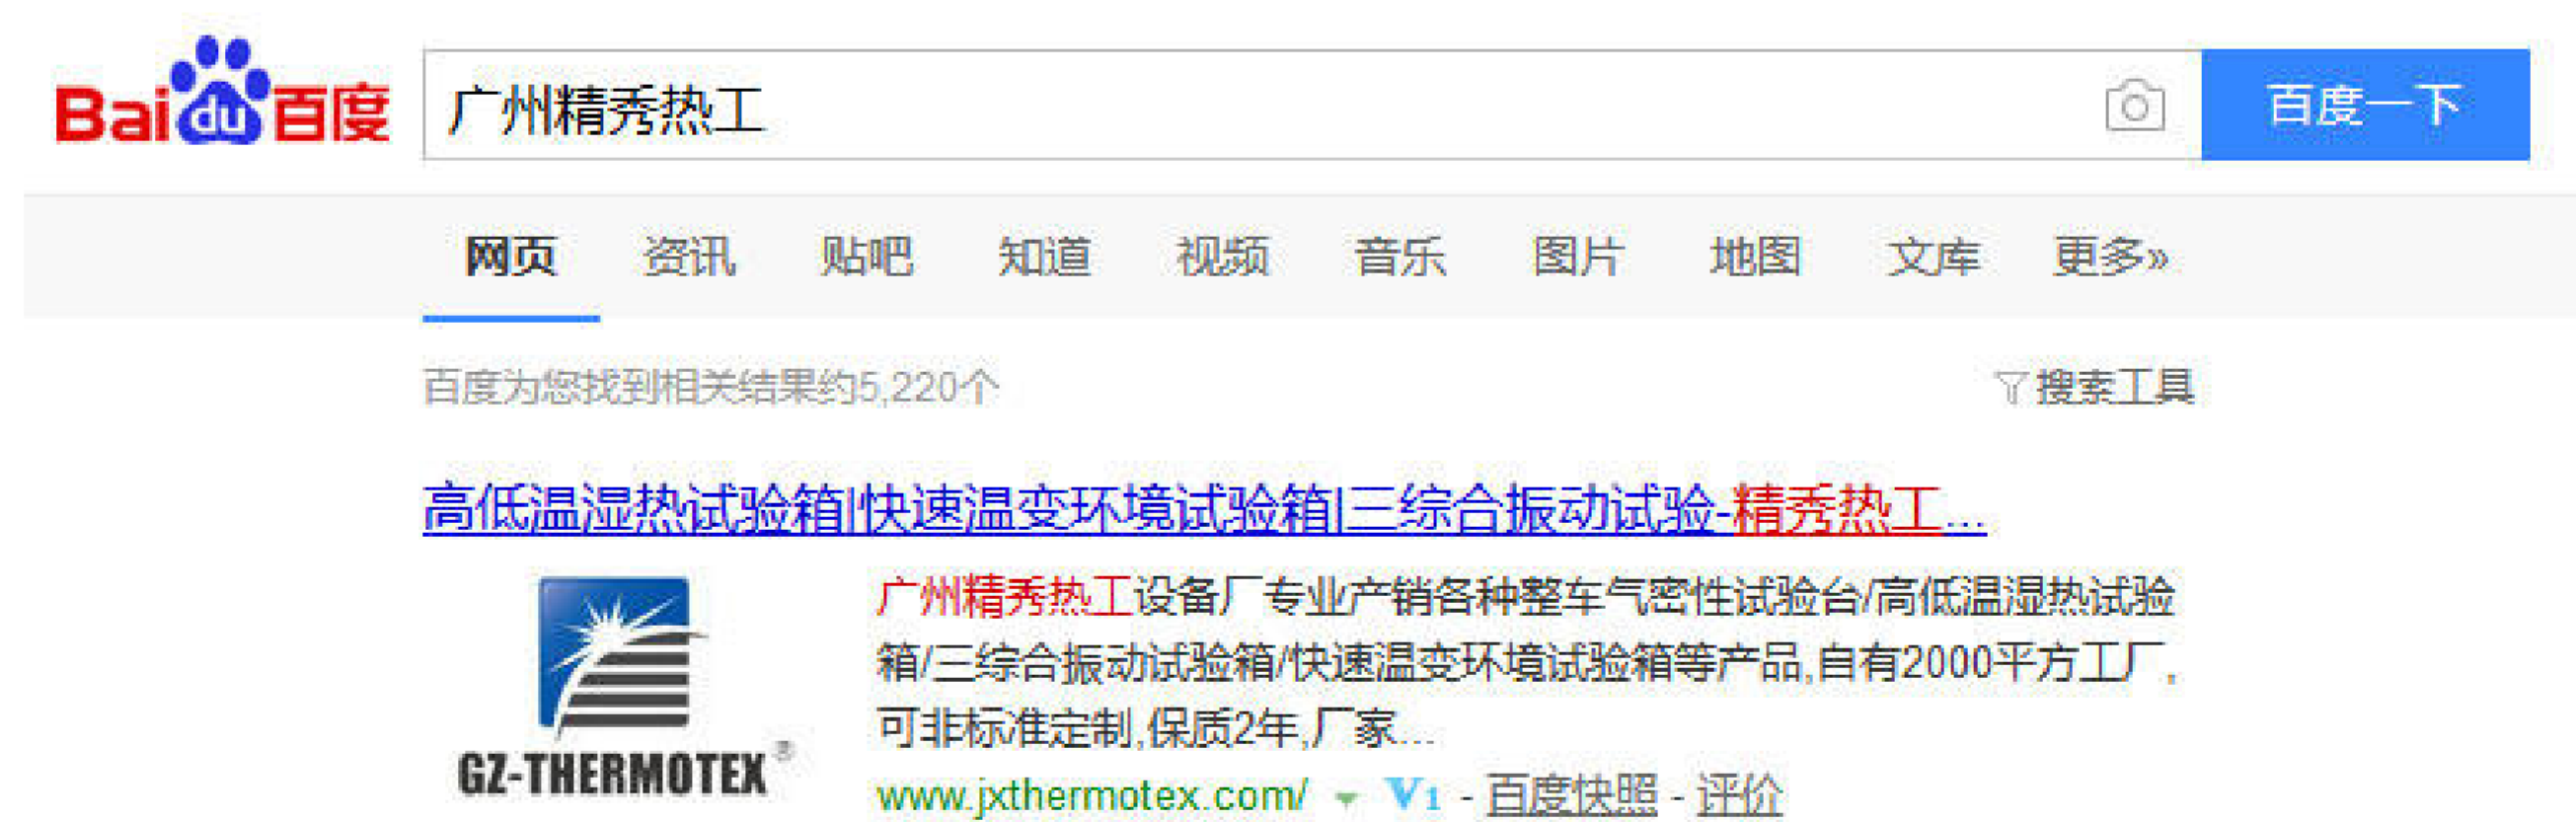 Bai du 百度 广州精秀热工 百度一下
网页 资讯 贴吧 知道 视频 音乐 图片 地图 文库 更多»
百度为您找到相关结果约5,220个 搜索工具
高低温湿热试验箱|快速温变环境试验箱|三综合振动试验-精秀热工...
广州精秀热工设备厂专业产销各种整车气密性试验台/高低温湿热试验
箱/三综合振动试验箱/快速温变环境试验箱等产品,自有2000平方工厂,
可非标准定制,保质2年,厂家...
GZ-THERMOTEX®
www.jxthermotex.com/ V1 - 百度快照 - 评价